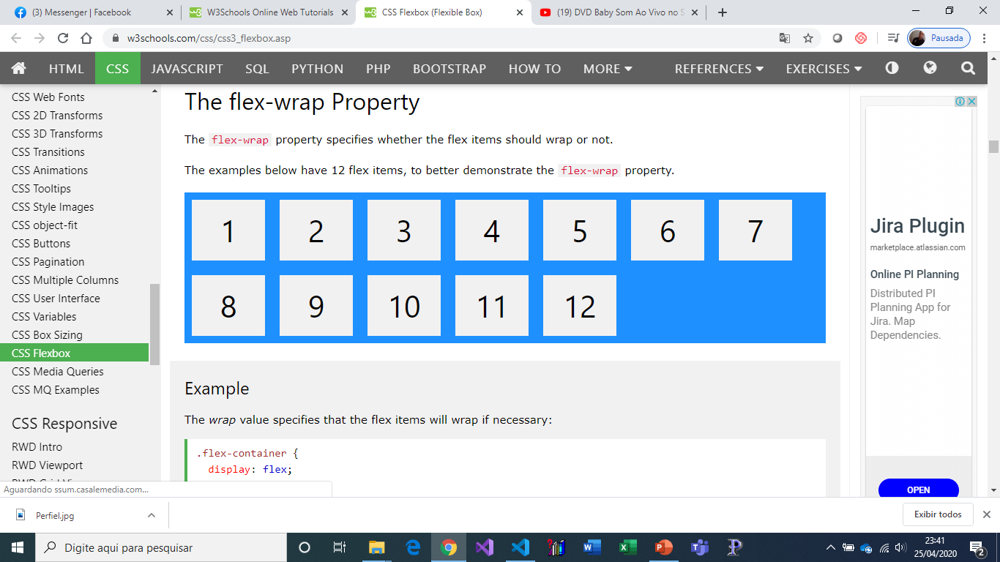 (3) Messenger | Facebook
W3Schools Online Web Tutorials
CSS Flexbox (Flexible Box)
(19) DVD Baby Som Ao Vivo no S
w3schools.com/css/css3_flexbox.asp
Pausada
HTML CSS JAVASCRIPT SQL PYTHON PHP BOOTSTRAP HOW TO MORE REFERENCES EXERCISES
CSS Web Fonts
CSS 2D Transforms
CSS 3D Transforms
CSS Transitions
CSS Animations
CSS Tooltips
CSS Style Images
CSS object-fit
CSS Buttons
CSS Pagination
CSS Multiple Columns
CSS User Interface
CSS Variables
CSS Box Sizing
CSS Flexbox
CSS Media Queries
CSS MQ Examples
CSS Responsive
RWD Intro
RWD Viewport
The flex-wrap Property
The flex-wrap property specifies whether the flex items should wrap or not.
The examples below have 12 flex items, to better demonstrate the flex-wrap property.
1 2 3 4 5 6 7
8 9 10 11 12
Example
The wrap value specifies that the flex items will wrap if necessary:
.flex-container {
display: flex;
Jira Plugin
marketplace.atlassian.com
Online PI Planning
Distributed PI
Planning App for
Jira. Map
Dependencies.
OPEN
Aguardando ssum.casalemedia.com...
Perfiel.jpg
Exibir todos
Digite aqui para pesquisar
23:41
25/04/2020
2